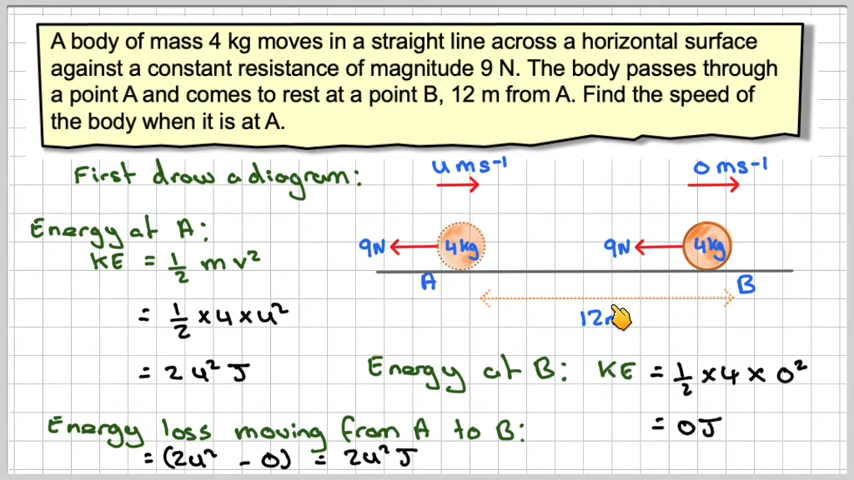 A body of mass 4 kg moves in a straight line across a horizontal surface
against a constant resistance of magnitude 9 N. The body passes through
a point A and comes to rest at a point B, 12 m from A. Find the speed of
the body when it is at A.
First draw a diagram:
u ms⁻¹
0 ms⁻¹
Energy at A:
KE = 1/2 m v²
= 1/2 × 4 × u²
= 2u² J
9N
4kg
9N
4kg
A
B
Energy at B: KE = 1/2 × 4 × 0²
= 0J
Energy loss moving from A to B:
= (2u² - 0) = 2u² J